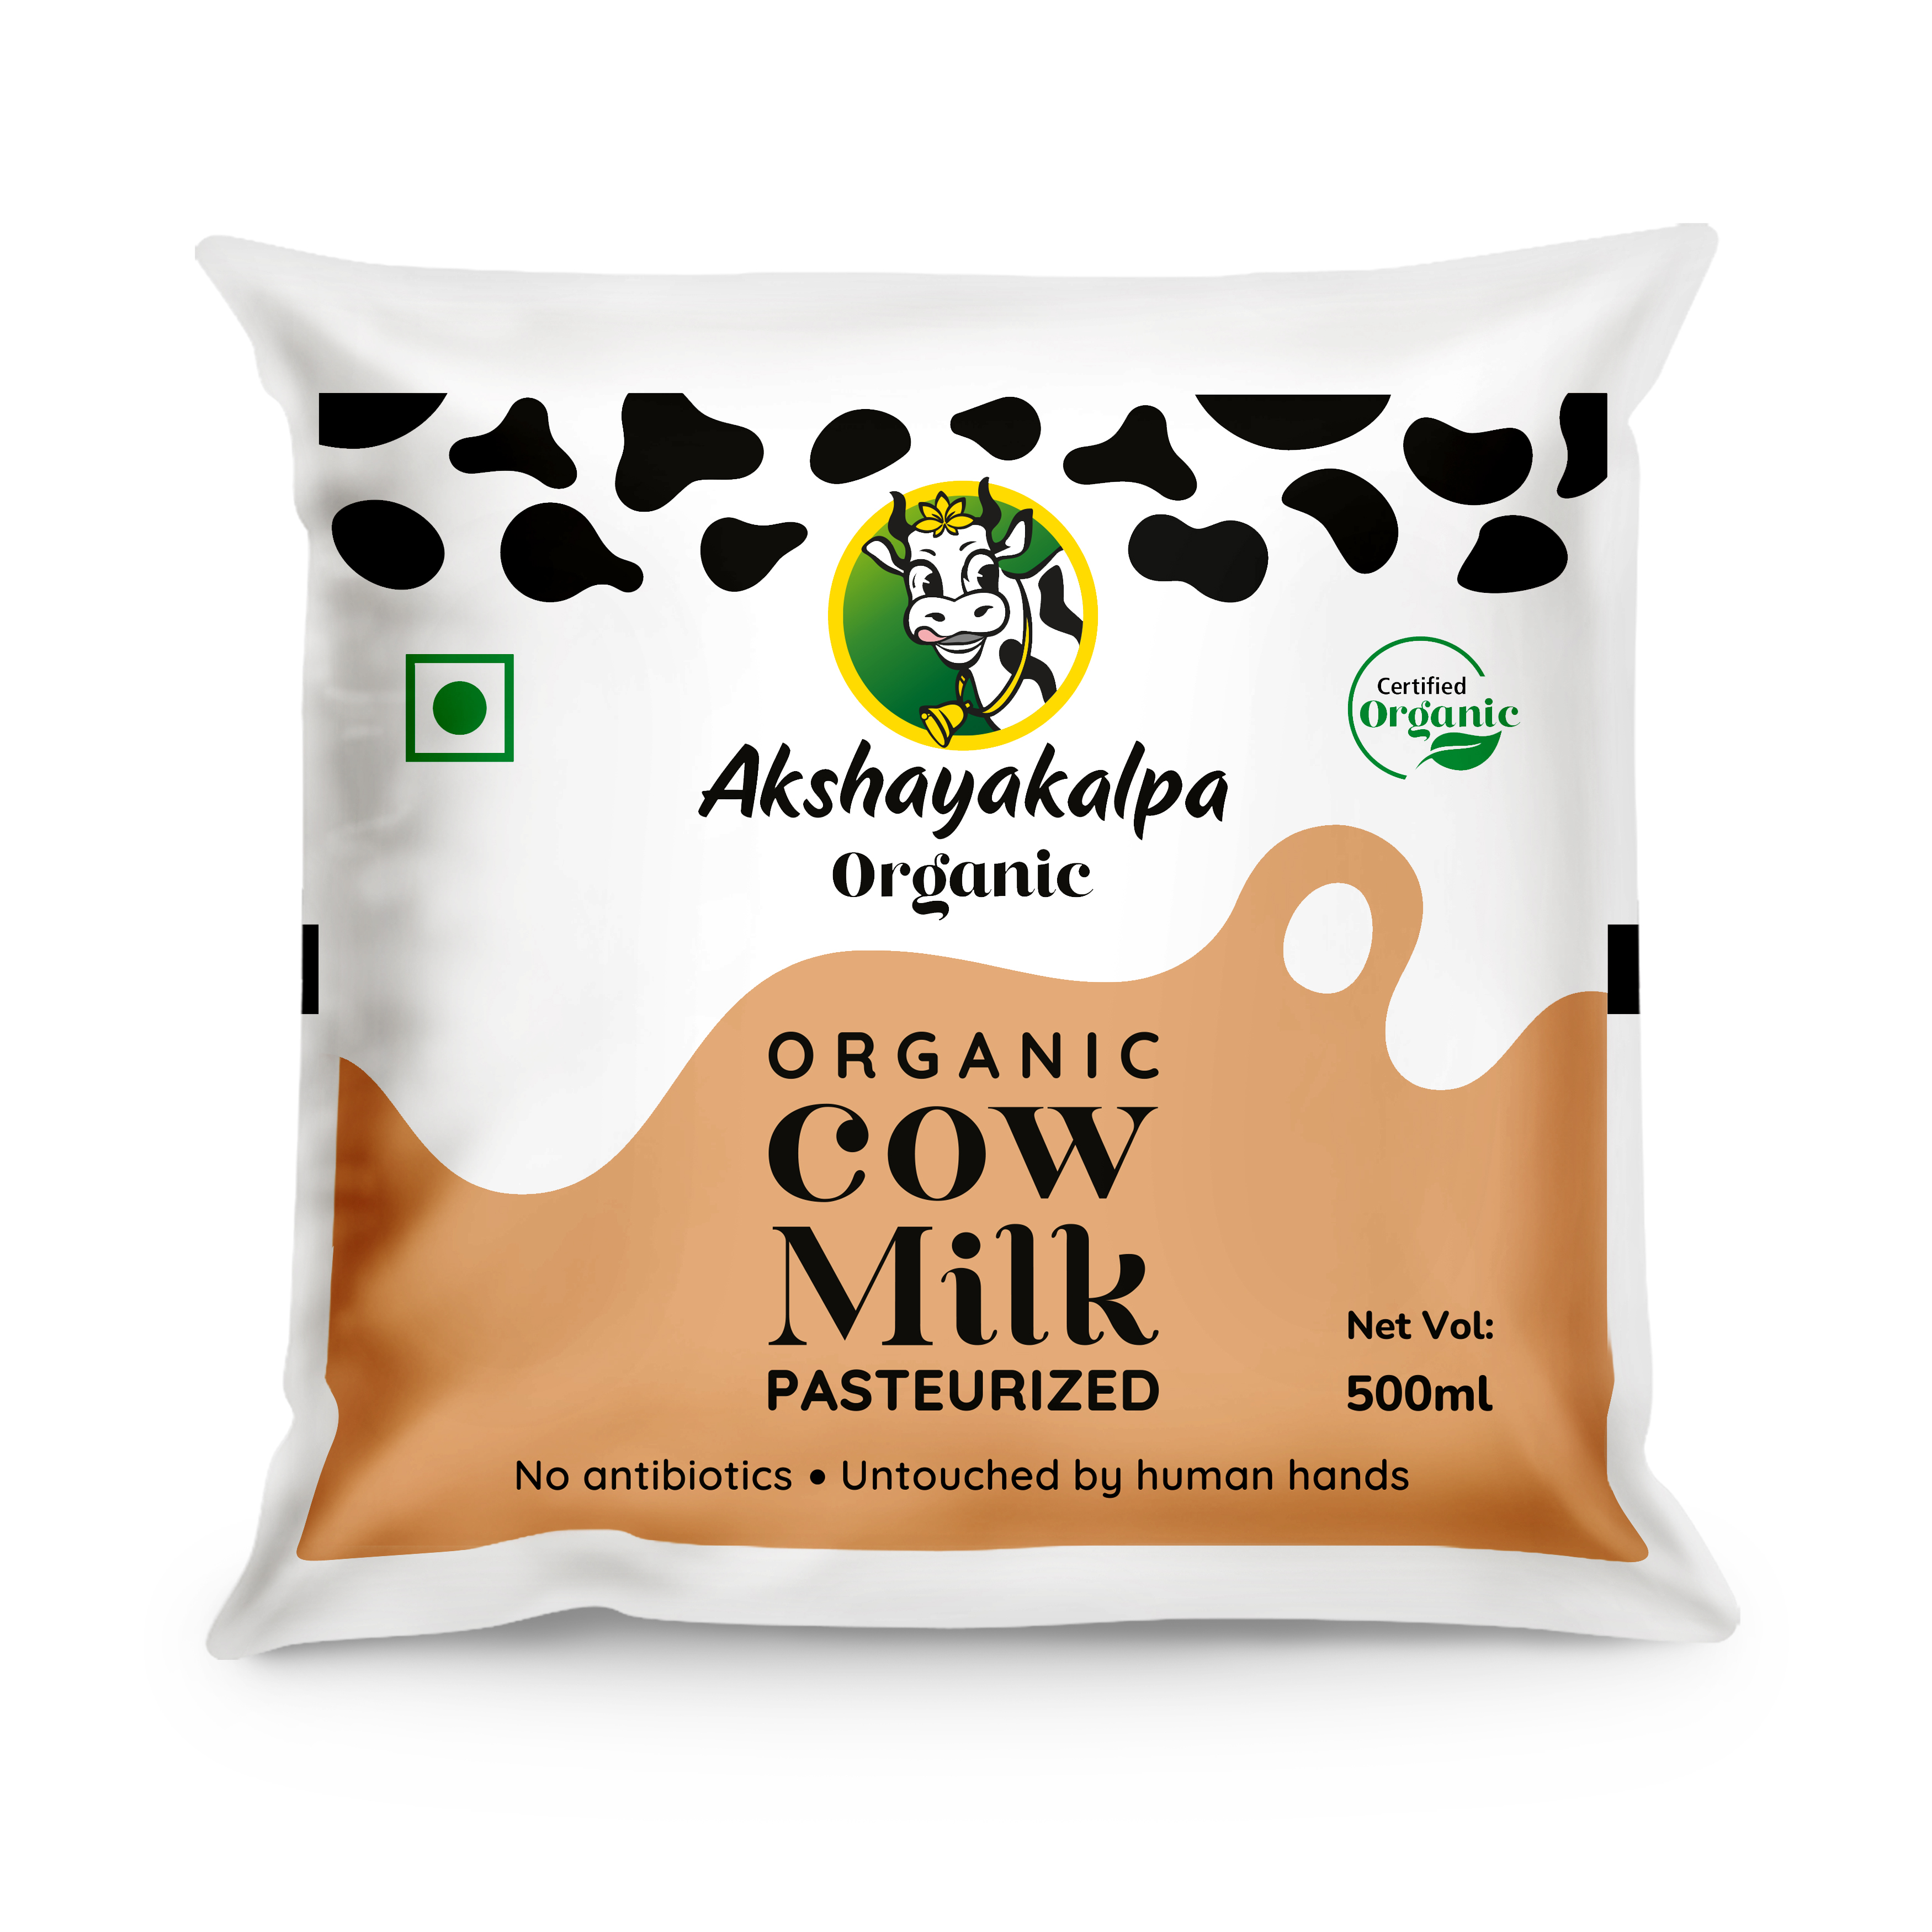 Certified
Organic
Akshayakalpa
Organic
ORGANIC
cow
Milk
PASTEURIZED
Net Vol:
500ml
No antibiotics • Untouched by human hands